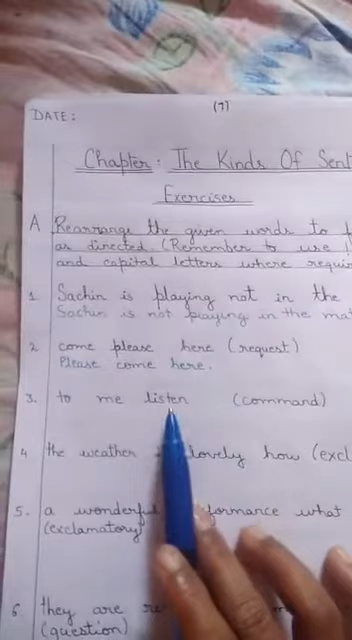 (7)
DATE:
Chapter: The Kinds Of Sent
Exercises
A Rearrange the given words to f
as directed. (Remember to use
and capital letters where requir
1. Sachin is playing not in the
Sachin is not playing in the ma
2 come please here (request)
Please come here.
3. to me listen (command)
4 the weather lovely how (excl
5. a wonderful formance what
(exclamatory)
6 they are re
(question)